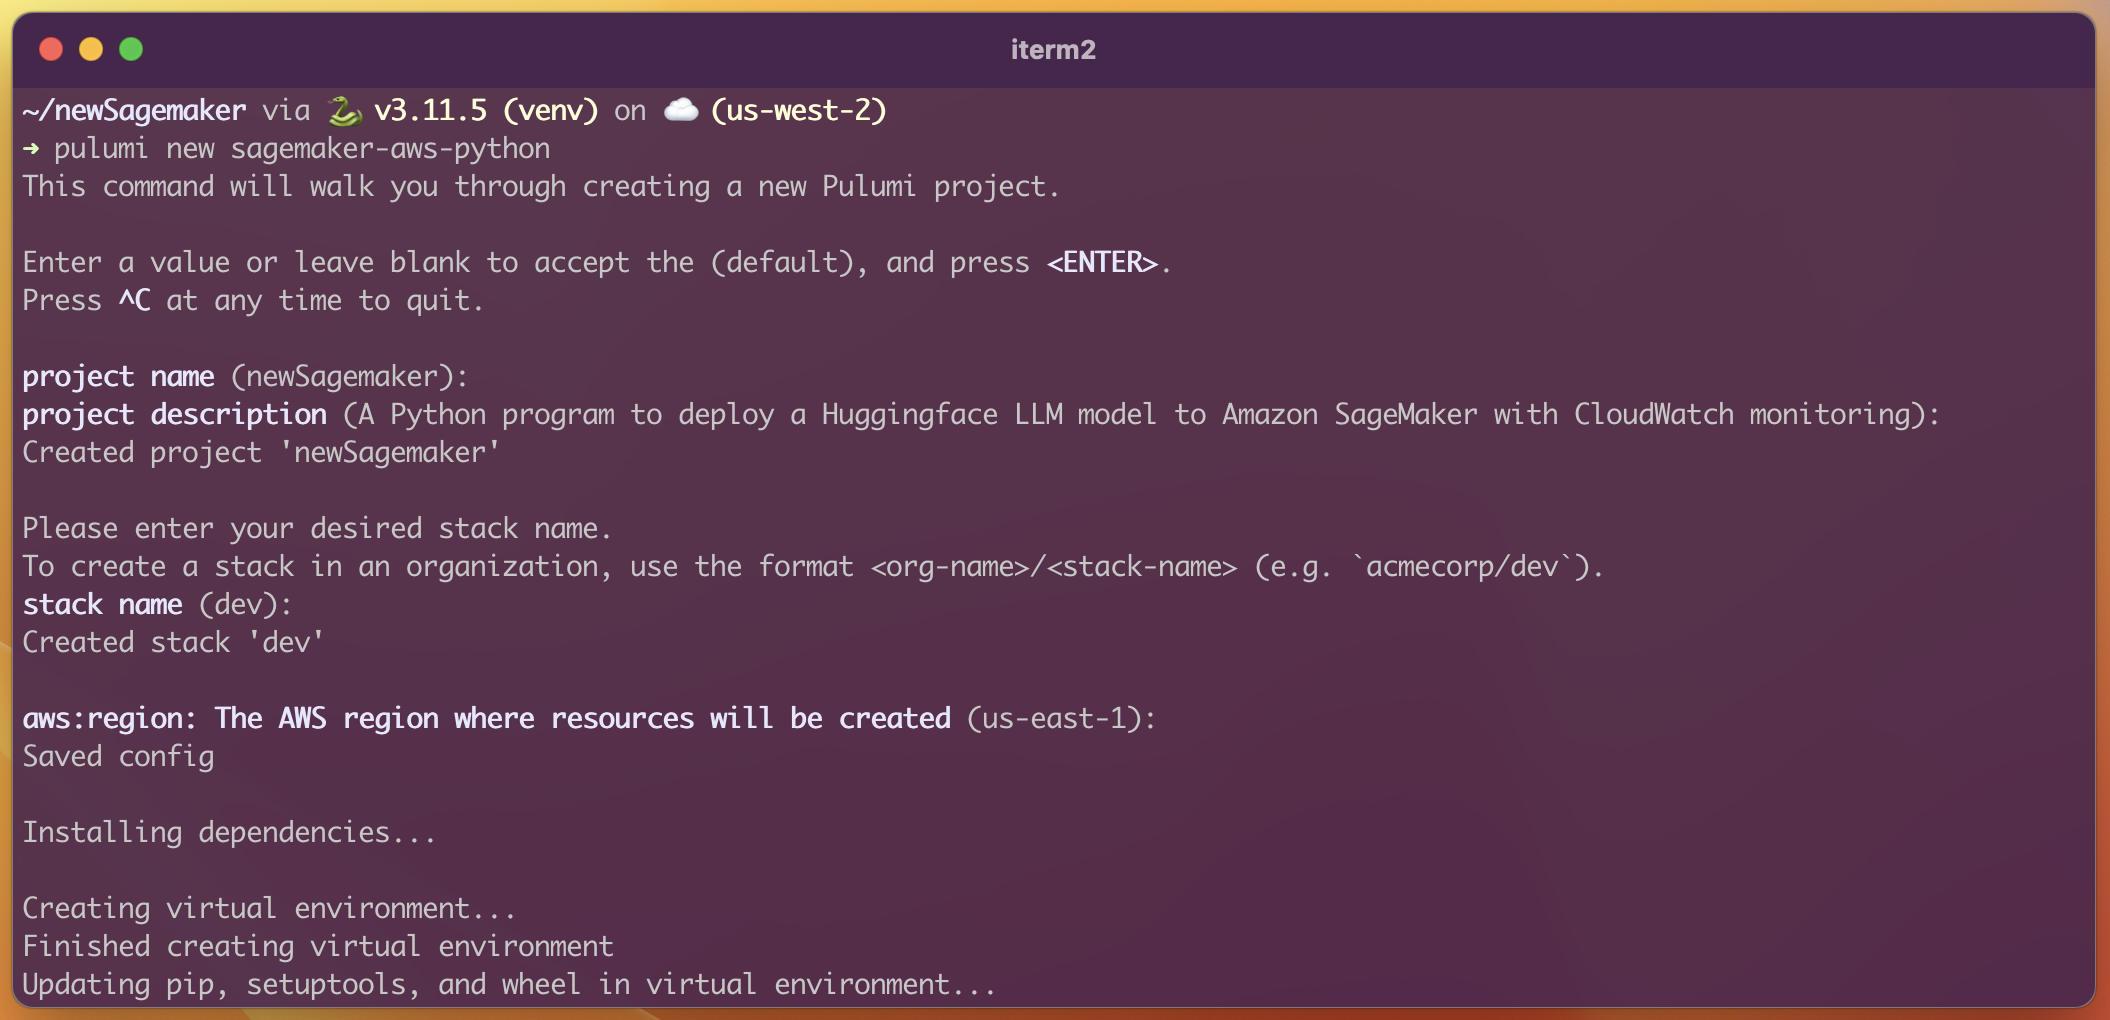 iterm2
~/newSagemaker via 🐍 v3.11.5 (venv) on ☁️ (us-west-2)
➜ pulumi new sagemaker-aws-python
This command will walk you through creating a new Pulumi project.
Enter a value or leave blank to accept the (default), and press <ENTER>.
Press ^C at any time to quit.
project name (newSagemaker):
project description (A Python program to deploy a Huggingface LLM model to Amazon SageMaker with CloudWatch monitoring):
Created project 'newSagemaker'
Please enter your desired stack name.
To create a stack in an organization, use the format <org-name>/<stack-name> (e.g. `acmecorp/dev`).
stack name (dev):
Created stack 'dev'
aws:region: The AWS region where resources will be created (us-east-1):
Saved config
Installing dependencies...
Creating virtual environment...
Finished creating virtual environment
Updating pip, setuptools, and wheel in virtual environment...